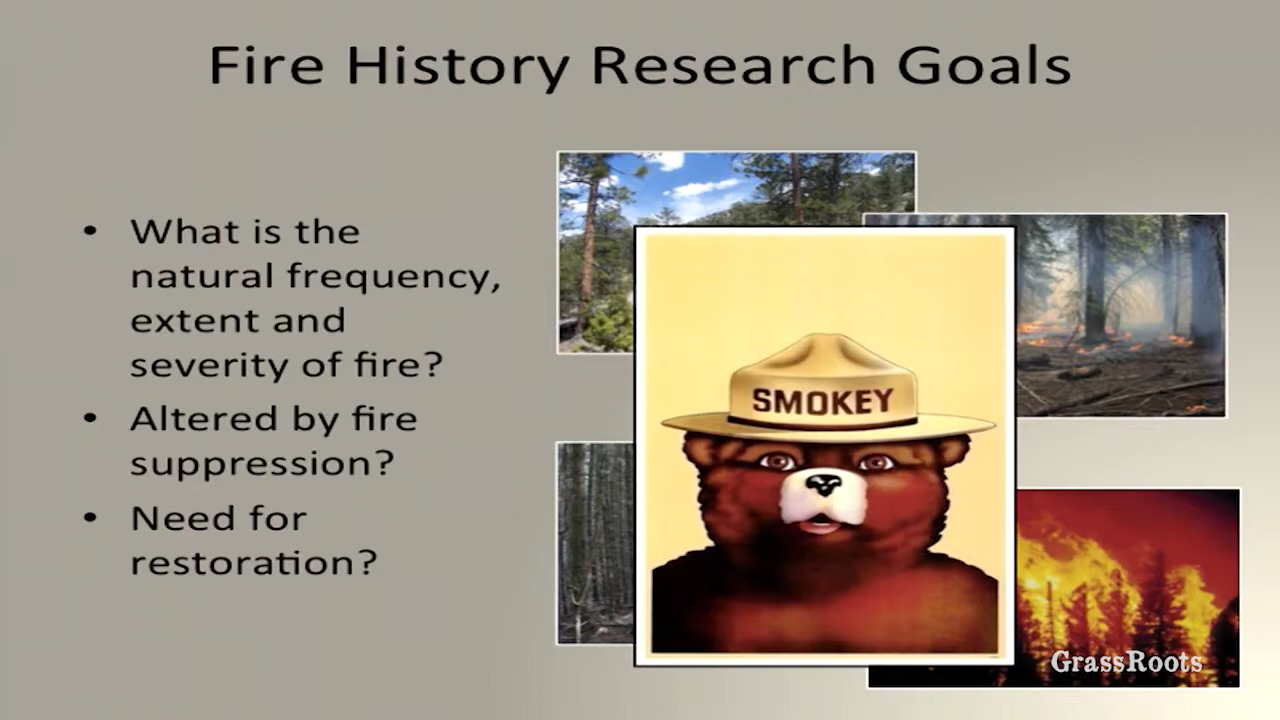 Fire History Research Goals
• What is the
natural frequency,
extent and
severity of fire?
• Altered by fire
suppression?
• Need for
restoration?
SMOKEY
GrassRoots